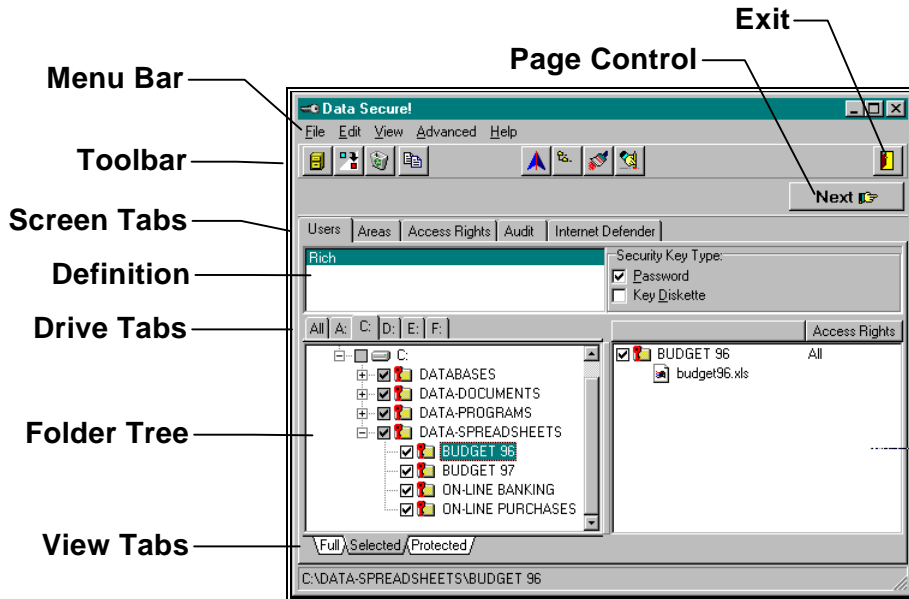 Exit
Page Control
Menu Bar
Data Secure!
File Edit View Advanced Help
Toolbar
Next
Screen Tabs
Users Areas Access Rights Audit Internet Defender
Definition
Rich
Security Key Type:
Password
Key Diskette
Drive Tabs
All A: C: D: E: F:
Access Rights
C:
DATABASES
DATA-DOCUMENTS
DATA-PROGRAMS
DATA-SPREADSHEETS
Folder Tree
BUDGET 96
BUDGET 97
ON-LINE BANKING
ON-LINE PURCHASES
BUDGET 96 All
budget96.xls
View Tabs
Full Selected Protected
C:\DATA-SPREADSHEETS\BUDGET 96